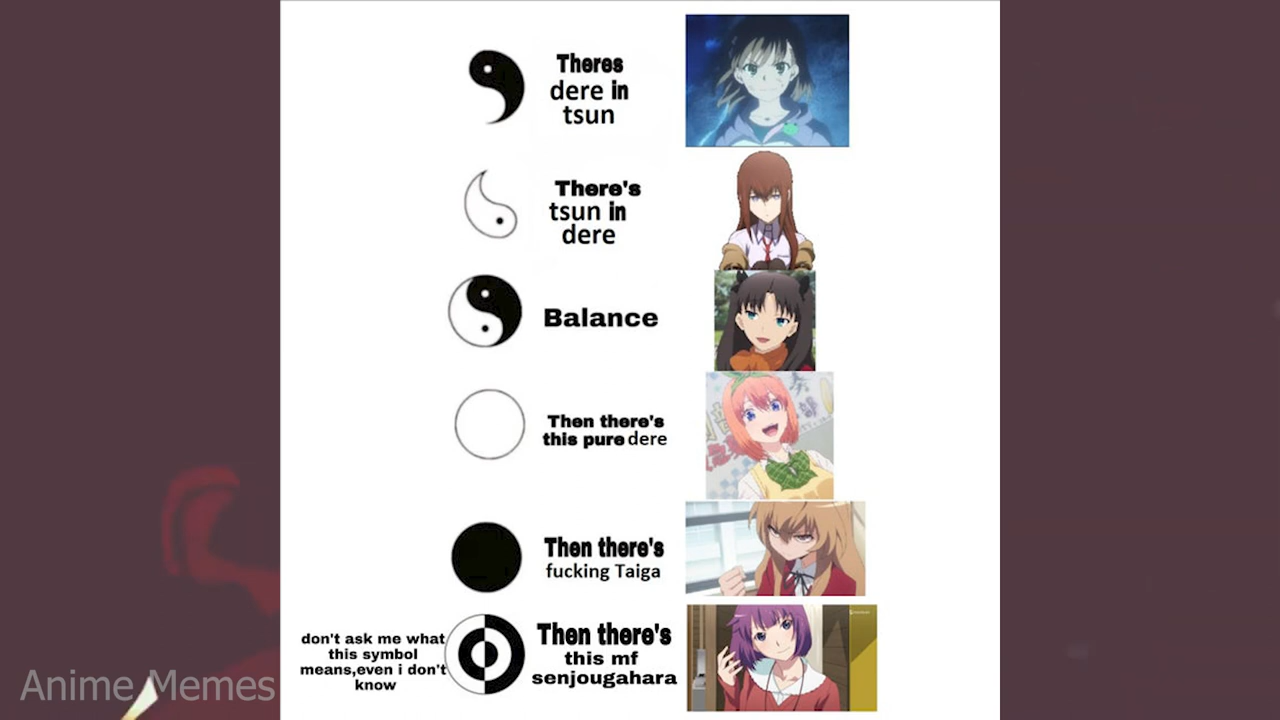 Theres
dere in
tsun
There's
tsun in
dere
Balance
Then there's
this pure dere
Then there's
fucking Taiga
don't ask me what
this symbol
means,even i don't
know
Then there's
this mf
senjougahara
Anime Memes